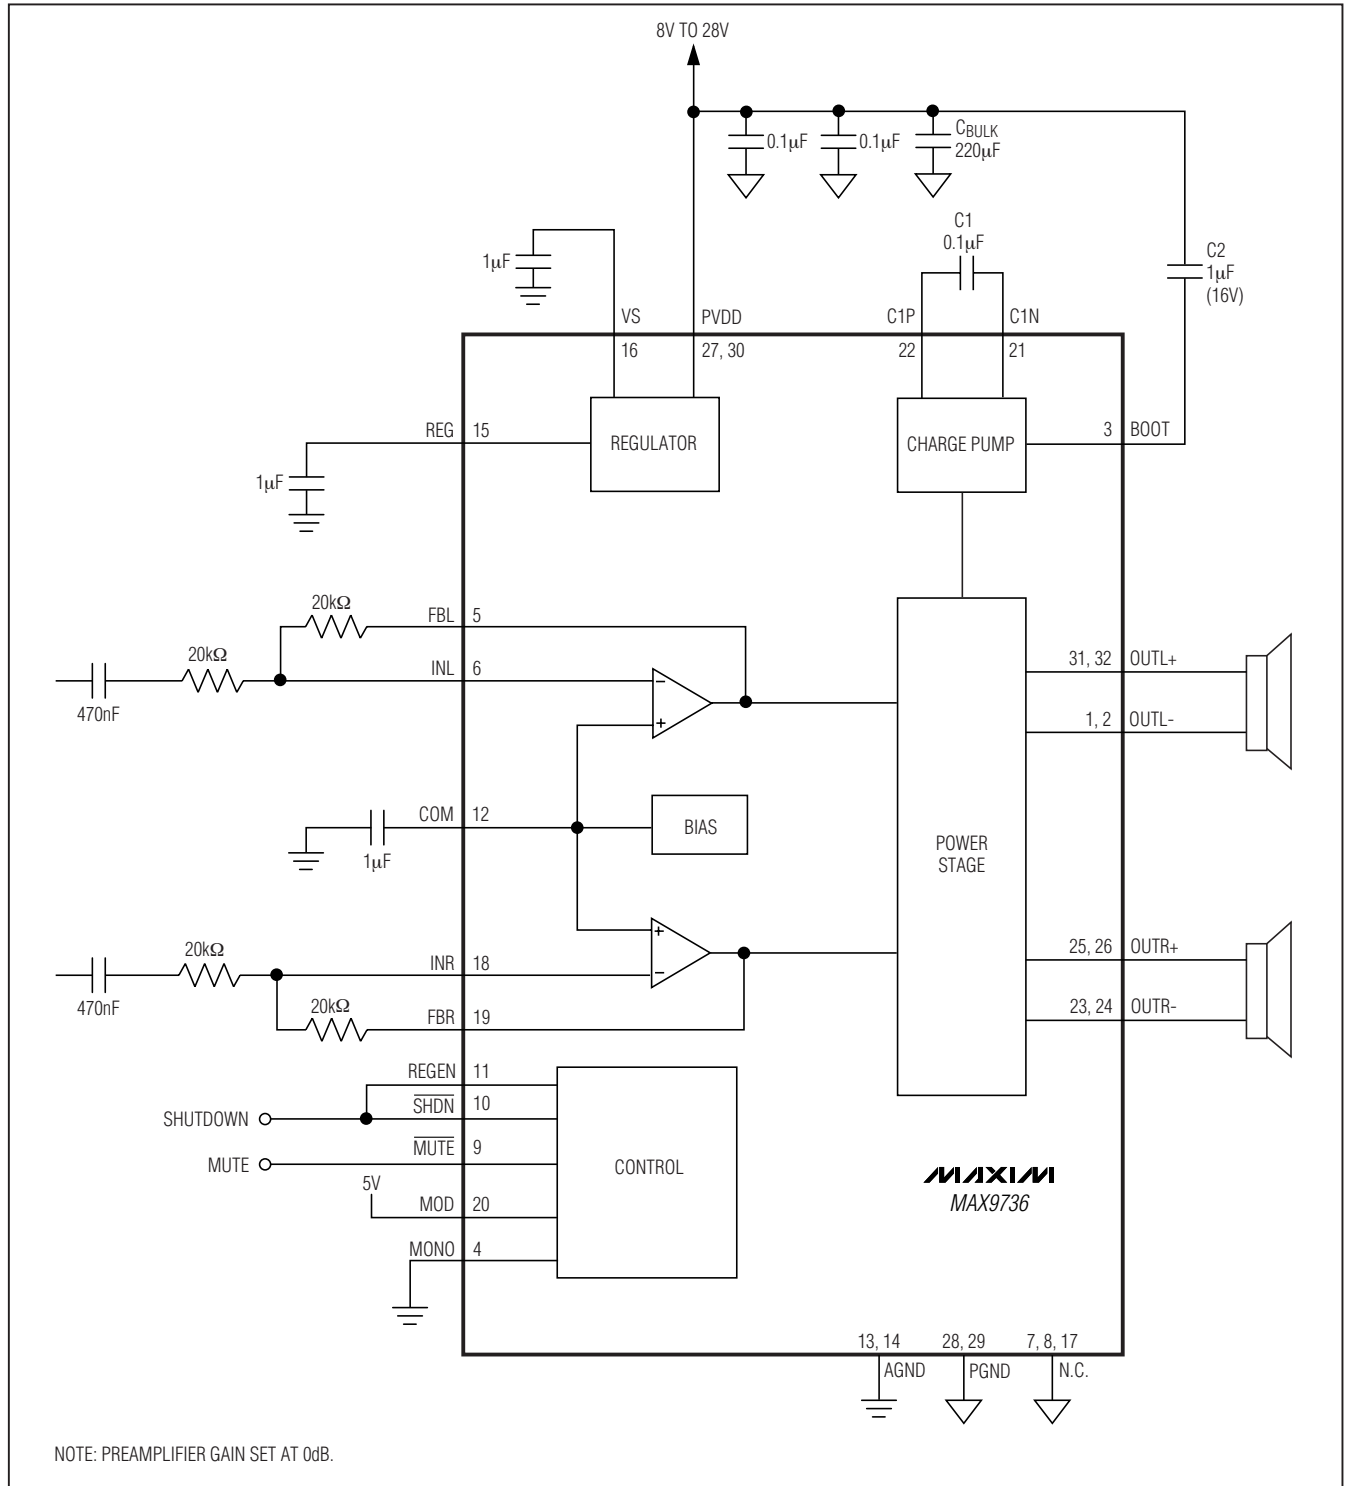 8V TO 28V
0.1µF
0.1µF
CBULK
220µF
C1
0.1µF
C2
1µF
(16V)
1µF
VS
PVDD
C1P
C1N
16
27, 30
22
21
REG
15
REGULATOR
CHARGE PUMP
3
BOOT
1µF
20kΩ
FBL
5
20kΩ
INL
6
470nF
−
+
31, 32
OUTL+
1, 2
OUTL-
COM
12
BIAS
1µF
POWER
STAGE
20kΩ
INR
18
470nF
20kΩ
FBR
19
+
−
25, 26
OUTR+
23, 24
OUTR-
REGEN
11
SHUTDOWN
SHDN
10
MUTE
MUTE
9
CONTROL
5V
MOD
20
MONO
4
MAXIM
MAX9736
13, 14
28, 29
7, 8, 17
AGND
PGND
N.C.
NOTE: PREAMPLIFIER GAIN SET AT 0dB.